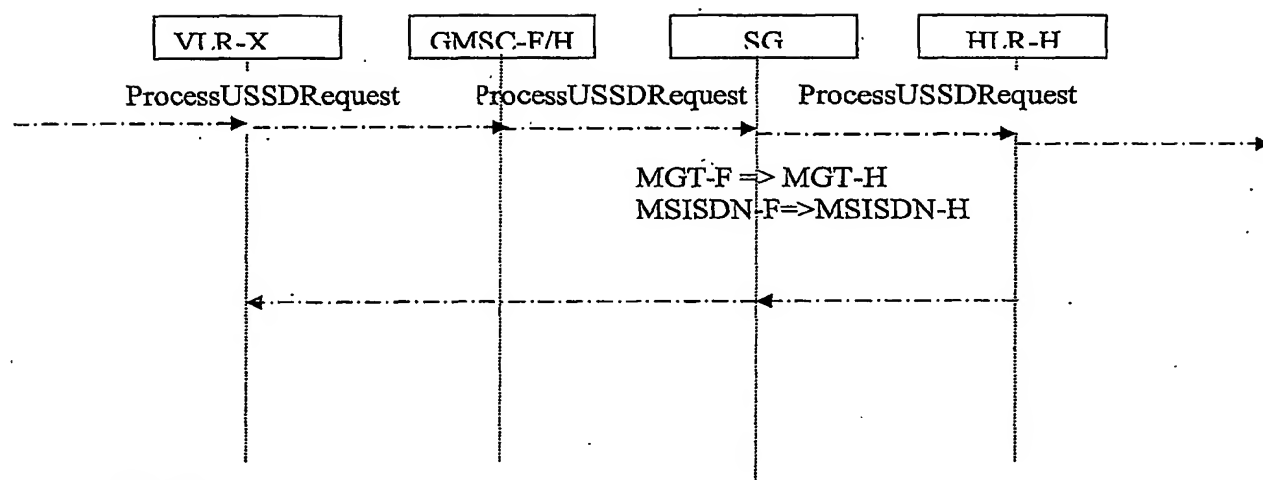 VLR-X
GMSC-F/H
SG
HLR-H
ProcessUSSDRequest
ProcessUSSDRequest
ProcessUSSDRequest
MGT-F => MGT-H
MSISDN-F=>MSISDN-H